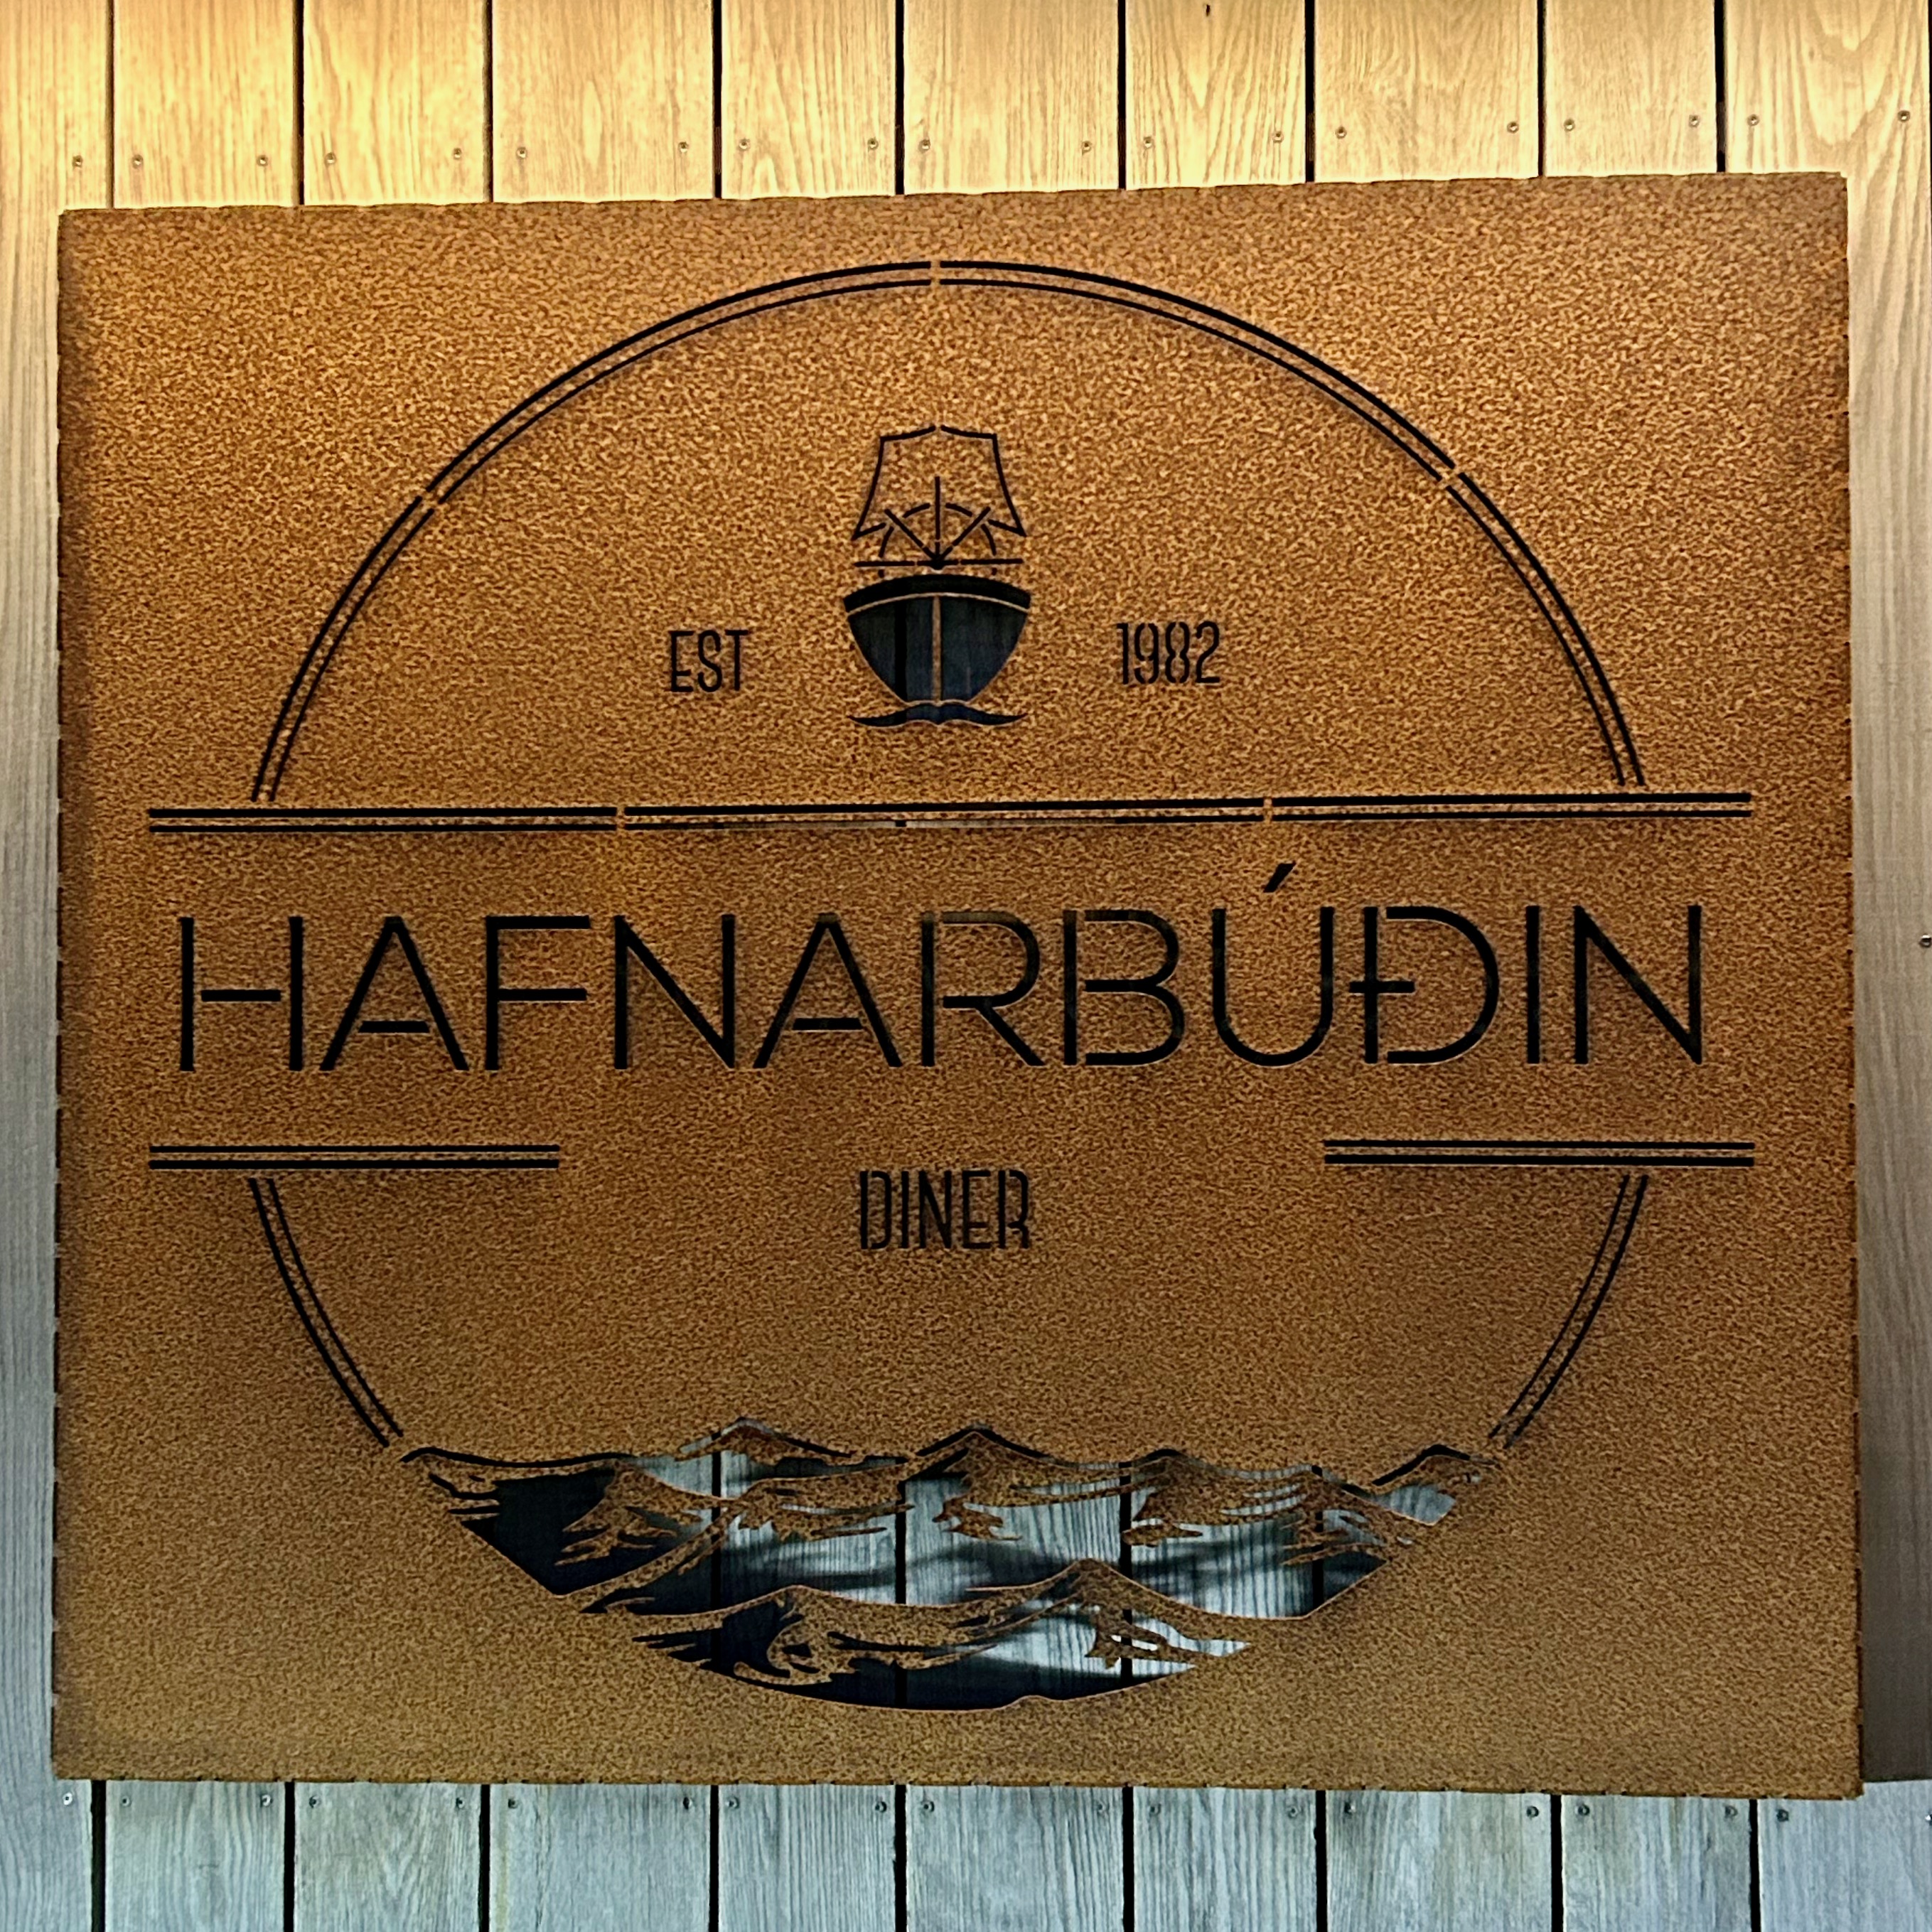 EST 1982
HAFNARBÚÐIN
DINER